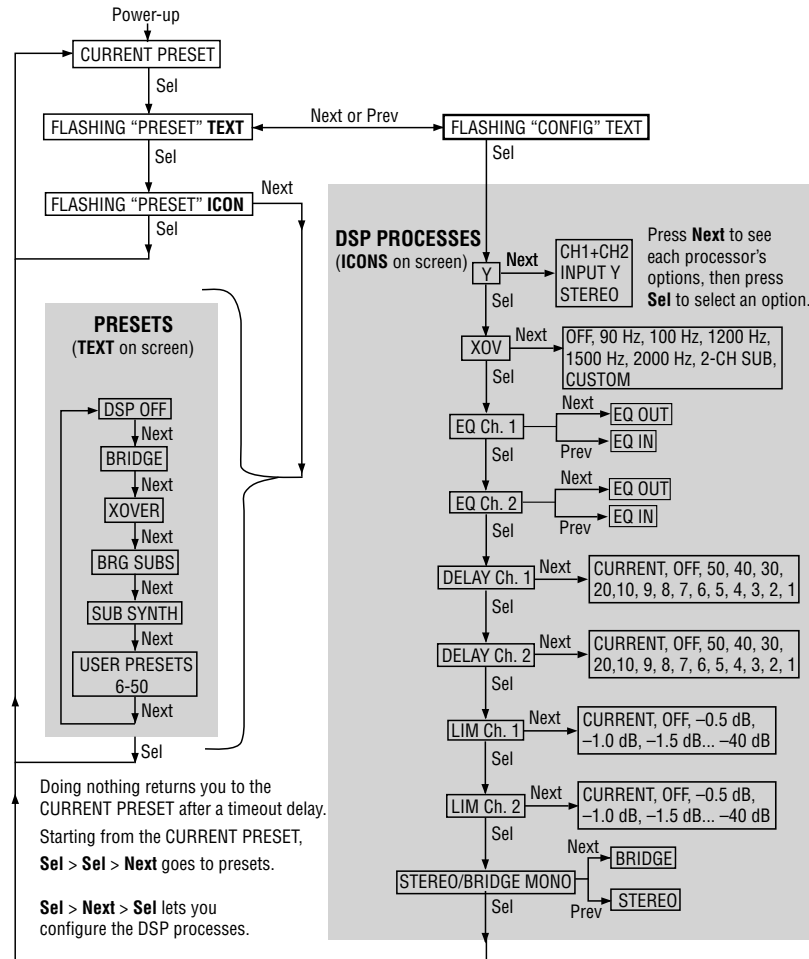 Power-up
CURRENT PRESET
Sel
FLASHING “PRESET” TEXT
Next or Prev
FLASHING “CONFIG” TEXT
Sel
Sel
FLASHING “PRESET” ICON
Next
Sel
PRESETS
(TEXT on screen)
DSP OFF
Next
BRIDGE
Next
XOVER
Next
BRG SUBS
Next
SUB SYNTH
Next
USER PRESETS
6-50
Next
Sel
Doing nothing returns you to the
CURRENT PRESET after a timeout delay.
Starting from the CURRENT PRESET,
Sel > Sel > Next goes to presets.
Sel > Next > Sel lets you
configure the DSP processes.
DSP PROCESSES
(ICONS on screen)
Press Next to see
each processor’s
options, then press
Sel to select an option.
Y
Next
CH1+CH2
INPUT Y
STEREO
Sel
XOV
Next
OFF, 90 Hz, 100 Hz, 1200 Hz,
1500 Hz, 2000 Hz, 2-CH SUB,
CUSTOM
Sel
EQ Ch. 1
Next
EQ OUT
Prev
EQ IN
Sel
EQ Ch. 2
Next
EQ OUT
Prev
EQ IN
Sel
DELAY Ch. 1
Next
CURRENT, OFF, 50, 40, 30,
20,10, 9, 8, 7, 6, 5, 4, 3, 2, 1
Sel
DELAY Ch. 2
Next
CURRENT, OFF, 50, 40, 30,
20,10, 9, 8, 7, 6, 5, 4, 3, 2, 1
Sel
LIM Ch. 1
Next
CURRENT, OFF, –0.5 dB,
–1.0 dB, –1.5 dB... –40 dB
Sel
LIM Ch. 2
Next
CURRENT, OFF, –0.5 dB,
–1.0 dB, –1.5 dB... –40 dB
Sel
STEREO/BRIDGE MONO
Next
BRIDGE
Prev
STEREO
Sel